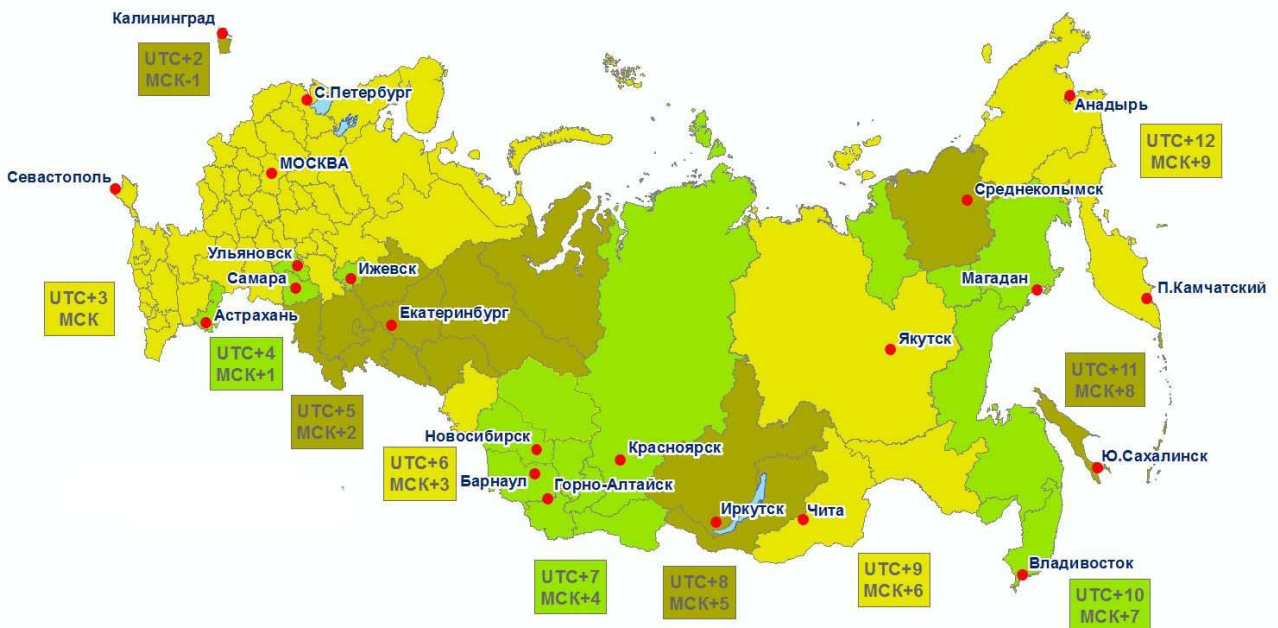 Калининград
UTC+2
МСК-1
С.Петербург
Анадырь
UTC+12
МСК+9
МОСКВА
Севастополь
Среднеколымск
Ульяновск
Самара
Ижевск
Магадан
П.Камчатский
UTC+3
МСК
Астрахань
Екатеринбург
Якутск
UTC+4
МСК+1
UTC+11
МСК+8
UTC+5
МСК+2
Новосибирск
Красноярск
Ю.Сахалинск
UTC+6
МСК+3
Барнаул
Горно-Алтайск
Иркутск
Чита
UTC+7
МСК+4
UTC+8
МСК+5
UTC+9
МСК+6
Владивосток
UTC+10
МСК+7